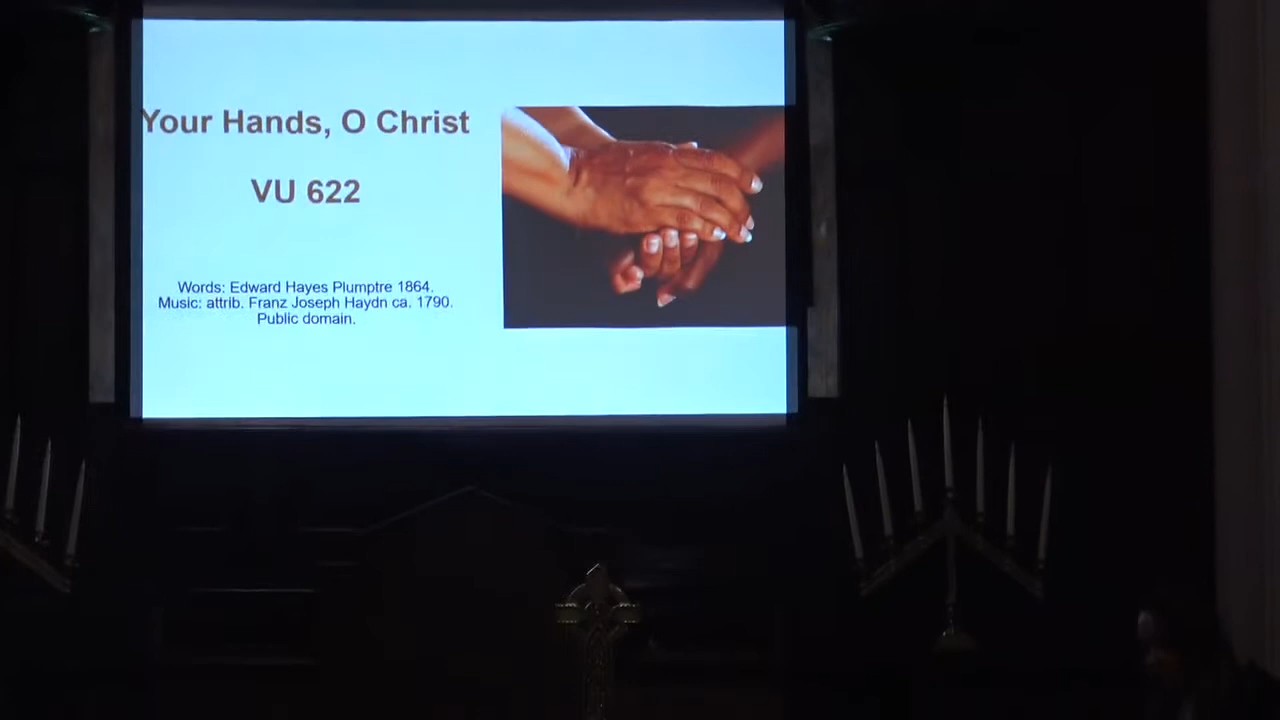 Your Hands, O Christ
VU 622
Words: Edward Hayes Plumptre 1864.
Music: attrib. Franz Joseph Haydn ca. 1790.
Public domain.